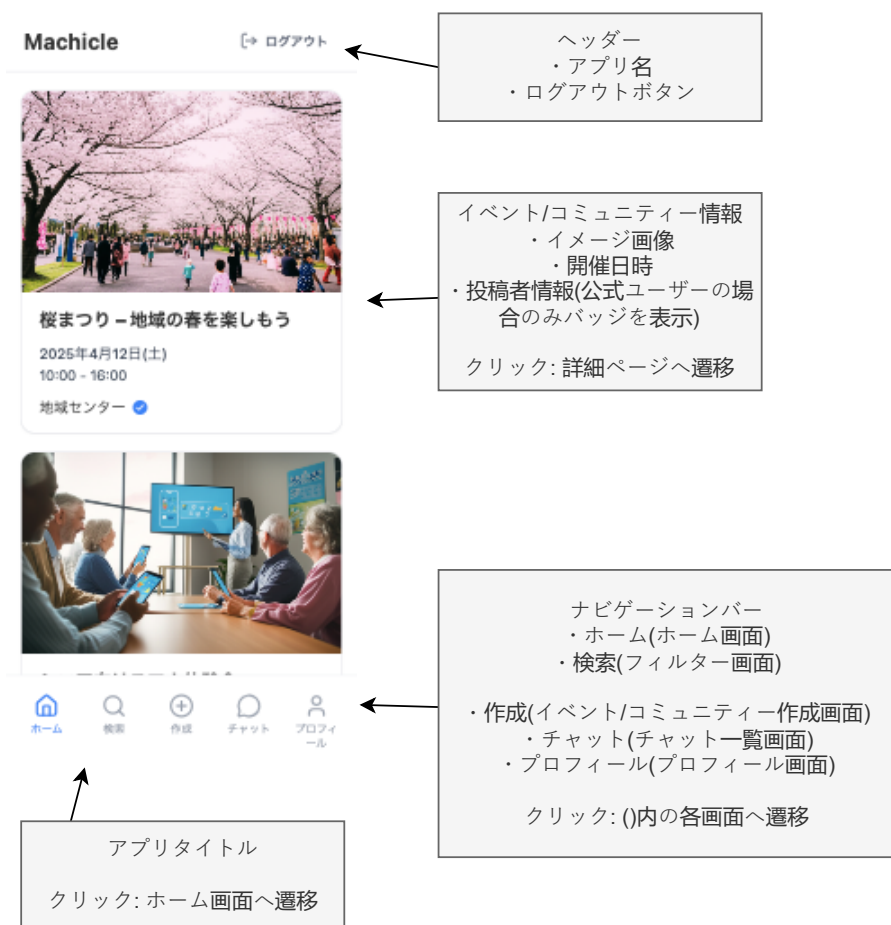 Machicle
ログアウト
ヘッダー
・アプリ名
・ログアウトボタン
イベント/コミュニティー情報
・イメージ画像
・開催日時
・投稿者情報(公式ユーザーの場
合のみバッジを表示)
クリック: 詳細ページへ遷移
桜まつり – 地域の春を楽しもう
2025年4月12日(土)
10:00 - 16:00
地域センター
ナビゲーションバー
・ホーム(ホーム画面)
・検索(フィルター画面)
・作成(イベント/コミュニティー作成画面)
・チャット(チャット一覧画面)
・プロフィール(プロフィール画面)
クリック: ()内の各画面へ遷移
ホーム
検索
作成
チャット
プロフィ
ール
アプリタイトル
クリック: ホーム画面へ遷移